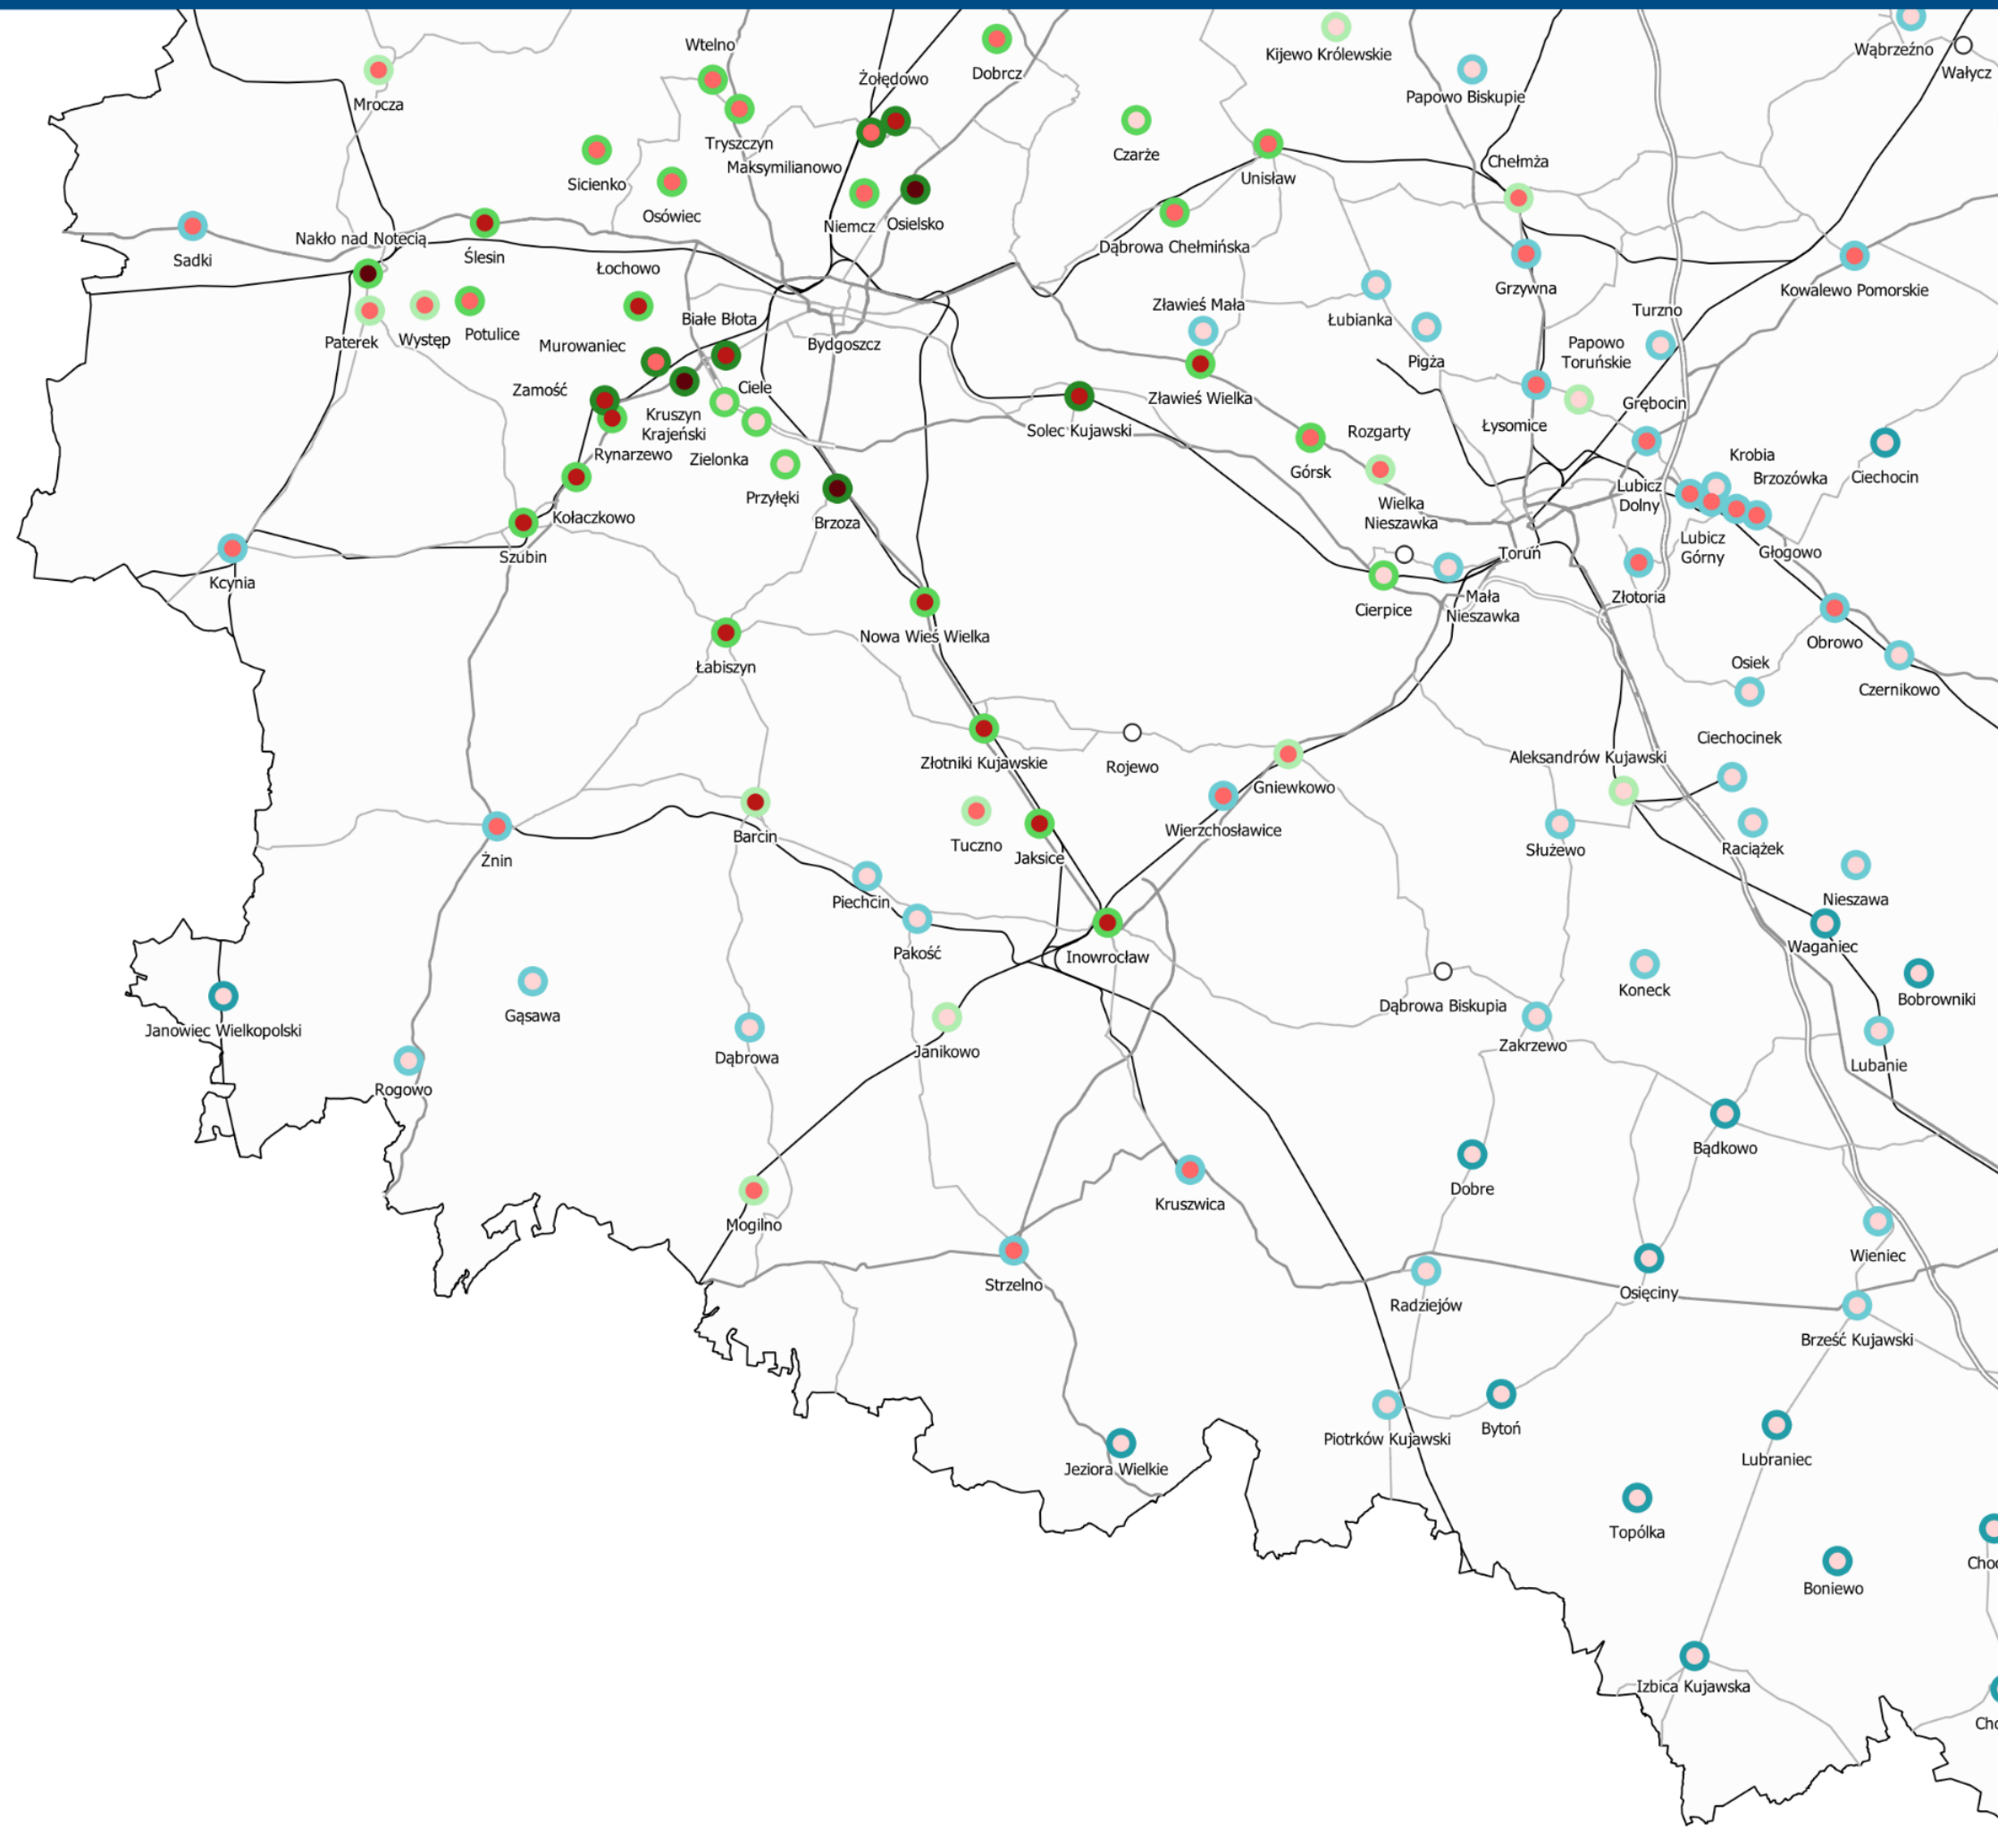 Wtelno
Żołędowo
Dobrcz
Kijewo Królewskie
Wąbrzeźno
Wałycz
Papowo Biskupie
Mrocza
Tryszczyn
Maksymilianowo
Czarże
Chełmża
Sicienko
Unisław
Osówiec
Niemcz
Osielsko
Nakło nad Notecią
Dąbrowa Chełmińska
Sadki
Ślesin
Łochowo
Grzywna
Kowalewo Pomorskie
Zławieś Mała
Turzno
Łubianka
Białe Błota
Paterek
Występ
Potulice
Murowaniec
Bydgoszcz
Pigża
Papowo
Toruńskie
Zamość
Ciele
Zławieś Wielka
Grębocin
Kruszyn
Krajeński
Solec Kujawski
Rozgarty
Łysomice
Rynarzewo
Zielonka
Krobia
Górsk
Brzozówka
Ciechocin
Przyłęki
Lubicz
Dolny
Wielka
Nieszawka
Kołaczkowo
Brzoza
Lubicz
Górny
Szubin
Toruń
Głogowo
Kcynia
Cierpice
Mała
Nieszawka
Złotoria
Nowa Wieś Wielka
Obrowo
Łabiszyn
Osiek
Czernikowo
Ciechocinek
Złotniki Kujawskie
Rojewo
Aleksandrów Kujawski
Gniewkowo
Barcin
Wierzchosławice
Tuczno
Jaksice
Służewo
Raciążek
Żnin
Piechcin
Nieszawa
Pakość
Inowrocław
Waganiec
Koneck
Bobrowniki
Gąsawa
Dąbrowa Biskupia
Janowiec Wielkopolski
Zakrzewo
Dąbrowa
Janikowo
Lubanie
Rogowo
Bądkowo
Dobre
Kruszwica
Mogilno
Wieniec
Strzelno
Osięciny
Radziejów
Brześć Kujawski
Bytoń
Piotrków Kujawski
Lubraniec
Jeziora Wielkie
Topólka
Choc
Boniewo
Izbica Kujawska
Cho